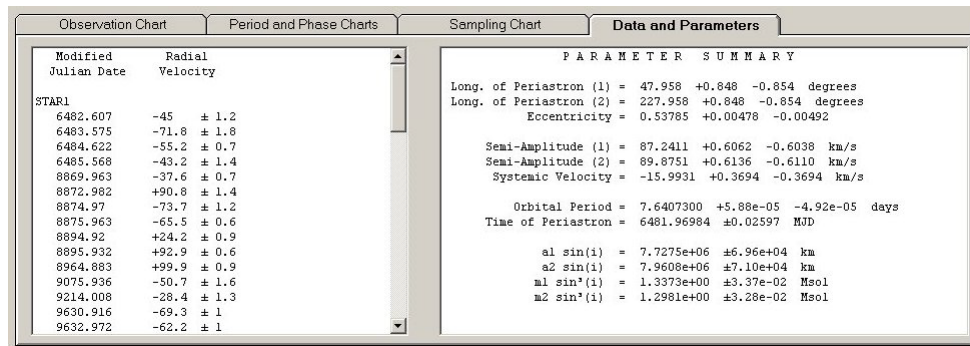 Observation Chart
Period and Phase Charts
Sampling Chart
Data and Parameters
Modified Radial
Julian Date Velocity
STAR1
6482.607 -45 ± 1.2
6483.575 -71.8 ± 1.8
6484.622 -55.2 ± 0.7
6485.568 -43.2 ± 1.4
8869.963 -37.6 ± 0.7
8872.982 +90.8 ± 1.4
8874.97 -73.7 ± 1.2
8875.963 -65.5 ± 0.6
8894.92 +24.2 ± 0.9
8895.932 +92.9 ± 0.6
8964.883 +99.9 ± 0.9
9075.936 -50.7 ± 1.6
9214.008 -28.4 ± 1.3
9630.916 -69.3 ± 1
9632.972 -62.2 ± 1
PARAMETER SUMMARY
Long. of Periastron (1) = 47.958 +0.848 -0.854 degrees
Long. of Periastron (2) = 227.958 +0.848 -0.854 degrees
Eccentricity = 0.53785 +0.00478 -0.00492
Semi-Amplitude (1) = 87.2411 +0.6062 -0.6038 km/s
Semi-Amplitude (2) = 89.8751 +0.6136 -0.6110 km/s
Systemic Velocity = -15.9931 +0.3694 -0.3694 km/s
Orbital Period = 7.6407300 +5.88e-05 -4.92e-05 days
Time of Periastron = 6481.96984 ±0.02597 MJD
a1 sin(i) = 7.7275e+06 ±6.96e+04 km
a2 sin(i) = 7.9608e+06 ±7.10e+04 km
m1 sin³(i) = 1.3373e+00 ±3.37e-02 Msol
m2 sin³(i) = 1.2981e+00 ±3.28e-02 Msol